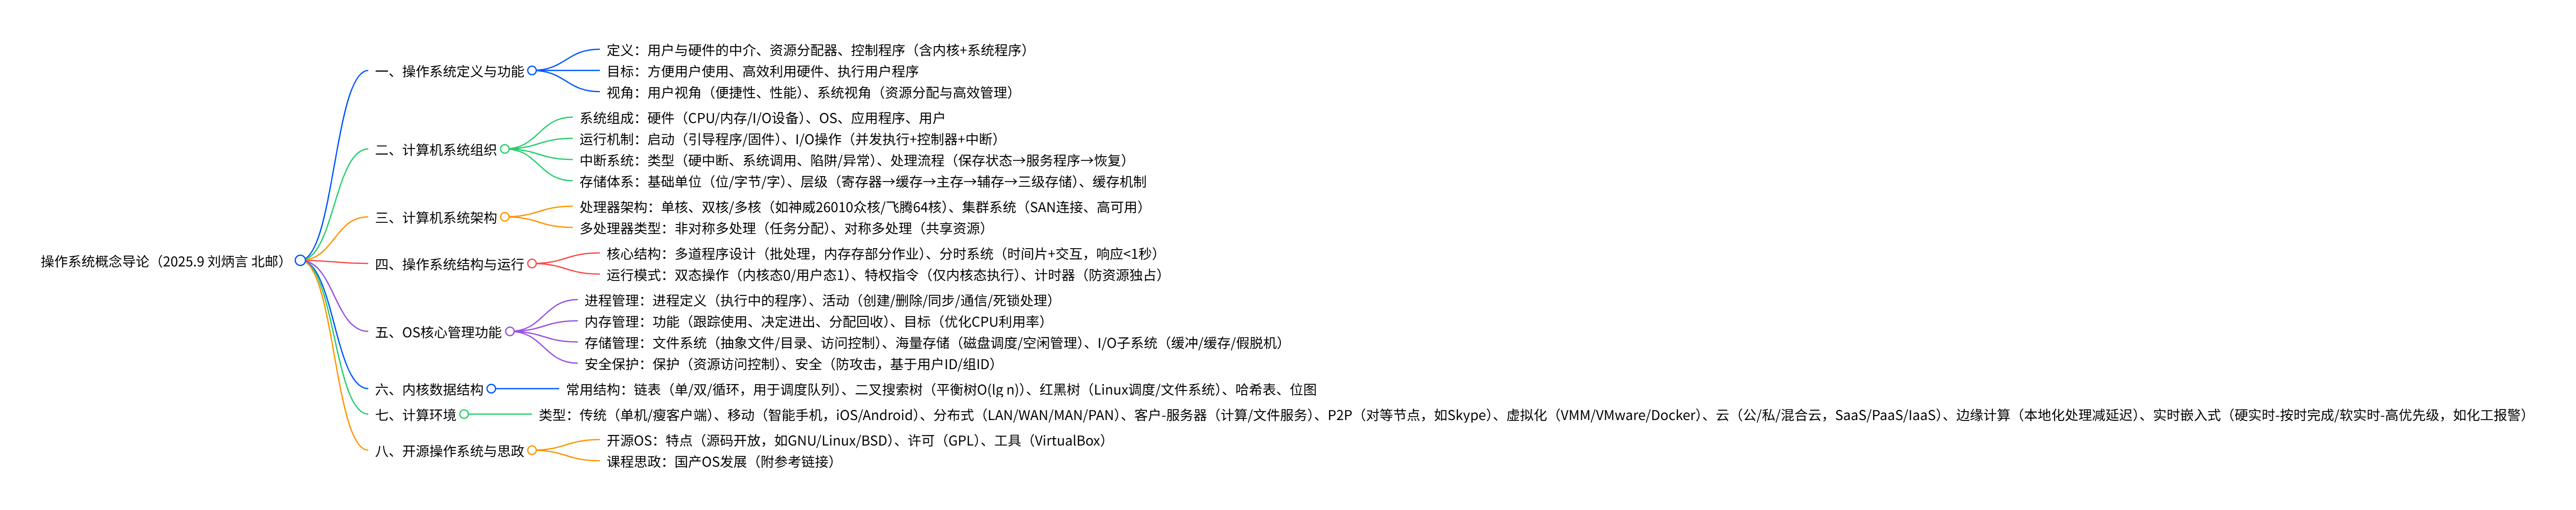 操作系统概念导论（2025.9 刘炳言 北邮）
一、操作系统定义与功能
定义：用户与硬件的中介、资源分配器、控制程序（含内核+系统程序）
目标：方便用户使用、高效利用硬件、执行用户程序
视角：用户视角（便捷性、性能）、系统视角（资源分配与高效管理）
二、计算机系统组织
系统组成：硬件（CPU/内存/I/O设备）、OS、应用程序、用户
运行机制：启动（引导程序/固件）、I/O操作（并发执行+控制器+中断）
中断系统：类型（硬中断、系统调用、陷阱/异常）、处理流程（保存状态→服务程序→恢复）
存储体系：基础单位（位/字节/字）、层级（寄存器→缓存→主存→辅存→三级存储）、缓存机制
三、计算机系统架构
处理器架构：单核、双核/多核（如神威26010众核/飞腾64核）、集群系统（SAN连接、高可用）
多处理器类型：非对称多处理（任务分配）、对称多处理（共享资源）
四、操作系统结构与运行
核心结构：多道程序设计（批处理，内存存部分作业）、分时系统（时间片+交互，响应<1秒）
运行模式：双态操作（内核态0/用户态1）、特权指令（仅内核态执行）、计时器（防资源独占）
五、OS核心管理功能
进程管理：进程定义（执行中的程序）、活动（创建/删除/同步/通信/死锁处理）
内存管理：功能（跟踪使用、决定进出、分配回收）、目标（优化CPU利用率）
存储管理：文件系统（抽象文件/目录、访问控制）、海量存储（磁盘调度/空闲管理）、I/O子系统（缓冲/缓存/假脱机）
安全保护：保护（资源访问控制）、安全（防攻击，基于用户ID/组ID）
六、内核数据结构
常用结构：链表（单/双/循环，用于调度队列）、二叉搜索树（平衡树O(lg n)）、红黑树（Linux调度/文件系统）、哈希表、位图
七、计算环境
类型：传统（单机/瘦客户端）、移动（智能手机，iOS/Android）、分布式（LAN/WAN/MAN/PAN）、客户-服务器（计算/文件服务）、P2P（对等节点，如Skype）、虚拟化（VMM/VMware/Docker）、云（公/私/混合云，SaaS/PaaS/IaaS）、边缘计算（本地化处理减延迟）、实时嵌入式（硬实时-按时完成/软实时-高优先级，如化工报警）
八、开源操作系统与思政
开源OS：特点（源码开放，如GNU/Linux/BSD）、许可（GPL）、工具（VirtualBox）
课程思政：国产OS发展（附参考链接）